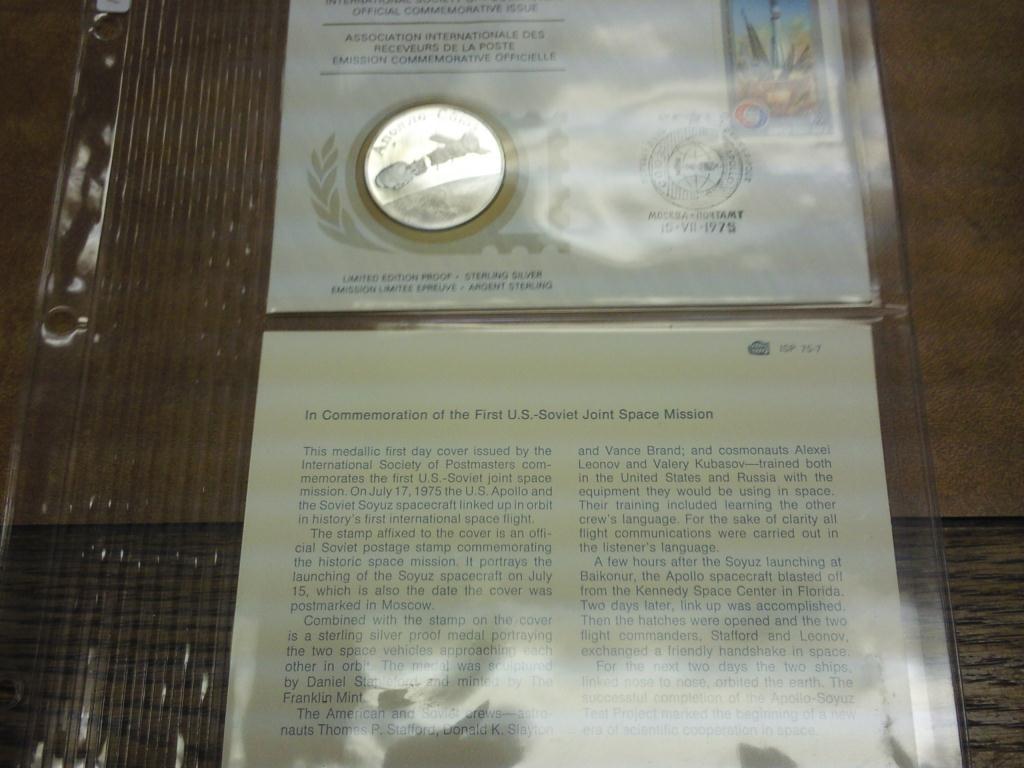 INTERNATIONAL SOCIETY OF
OFFICIAL COMMEMORATIVE ISSUE
ASSOCIATION INTERNATIONALE DES
RECEVEURS DE LA POSTE
EMISSION COMMEMORATIVE OFFICIELLE
МОСКВА-ПОЧТАМТ
15-VII-1975
LIMITED EDITION PROOF - STERLING SILVER
EMISSION LIMITEE EPREUVE - ARGENT STERLING
ISP 75-7
In Commemoration of the First U.S.-Soviet Joint Space Mission
This medallic first day cover issued by the
International Society of Postmasters com-
memorates the first U.S.-Soviet joint space
mission. On July 17, 1975 the U.S. Apollo and
the Soviet Soyuz spacecraft linked up in orbit
in history's first international space flight.
The stamp affixed to the cover is an offi-
cial Soviet postage stamp commemorating
the historic space mission. It portrays the
launching of the Soyuz spacecraft on July
15, which is also the date the cover was
postmarked in Moscow.
Combined with the stamp on the cover
is a sterling silver proof medal portraying
the two space vehicles approaching each
other in orbit. The medal was sculptured
by Daniel Stapleford and minted by The
Franklin Mint.
The American and Soviet crews—astro-
nauts Thomas P. Stafford, Donald K. Slayton
and Vance Brand; and cosmonauts Alexei
Leonov and Valery Kubasov—trained both
in the United States and Russia with the
equipment they would be using in space.
Their training included learning the other
crew's language. For the sake of clarity all
flight communications were carried out in
the listener's language.
A few hours after the Soyuz launching at
Baikonur, the Apollo spacecraft blasted off
from the Kennedy Space Center in Florida.
Two days later, link up was accomplished.
Then the hatches were opened and the two
flight commanders, Stafford and Leonov,
exchanged a friendly handshake in space.
For the next two days the two ships,
linked nose to nose, orbited the earth. The
successful completion of the Apollo-Soyuz
Test Project marked the beginning of a new
era of scientific cooperation in space.